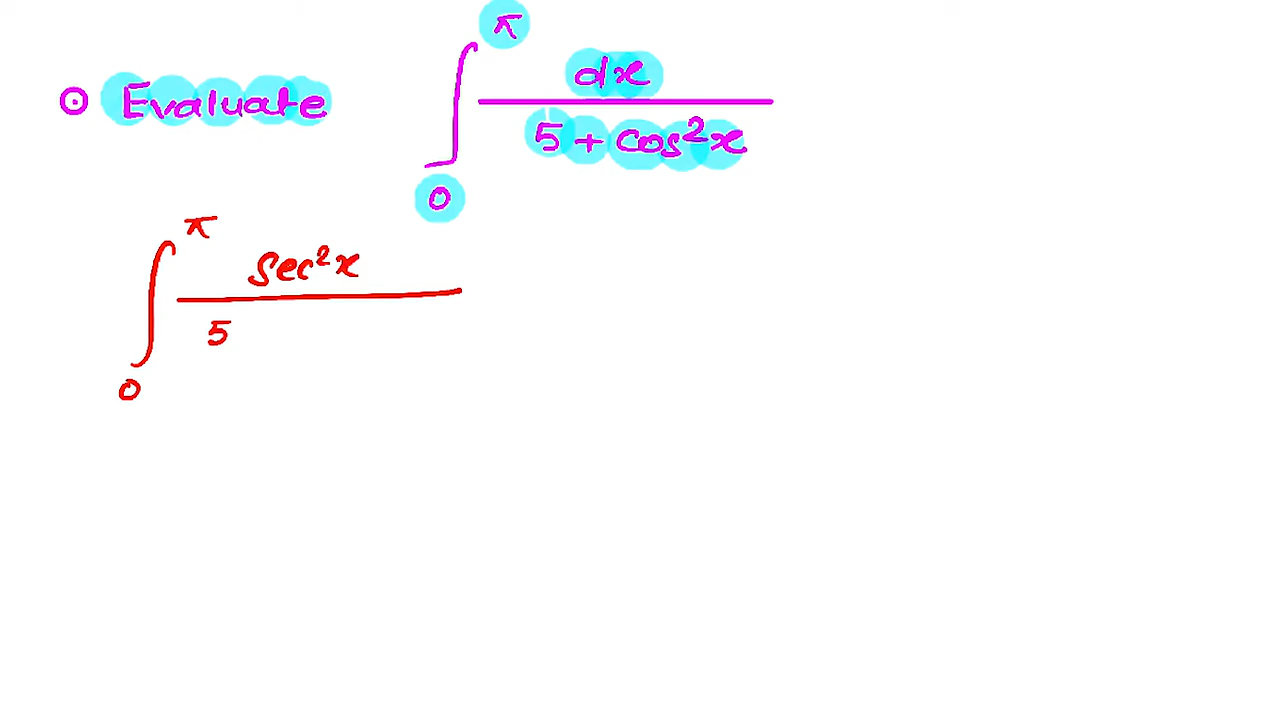 ⊙ Evaluate ∫₀^π dx / (5 + cos²x)
∫₀^π sec²x / 5